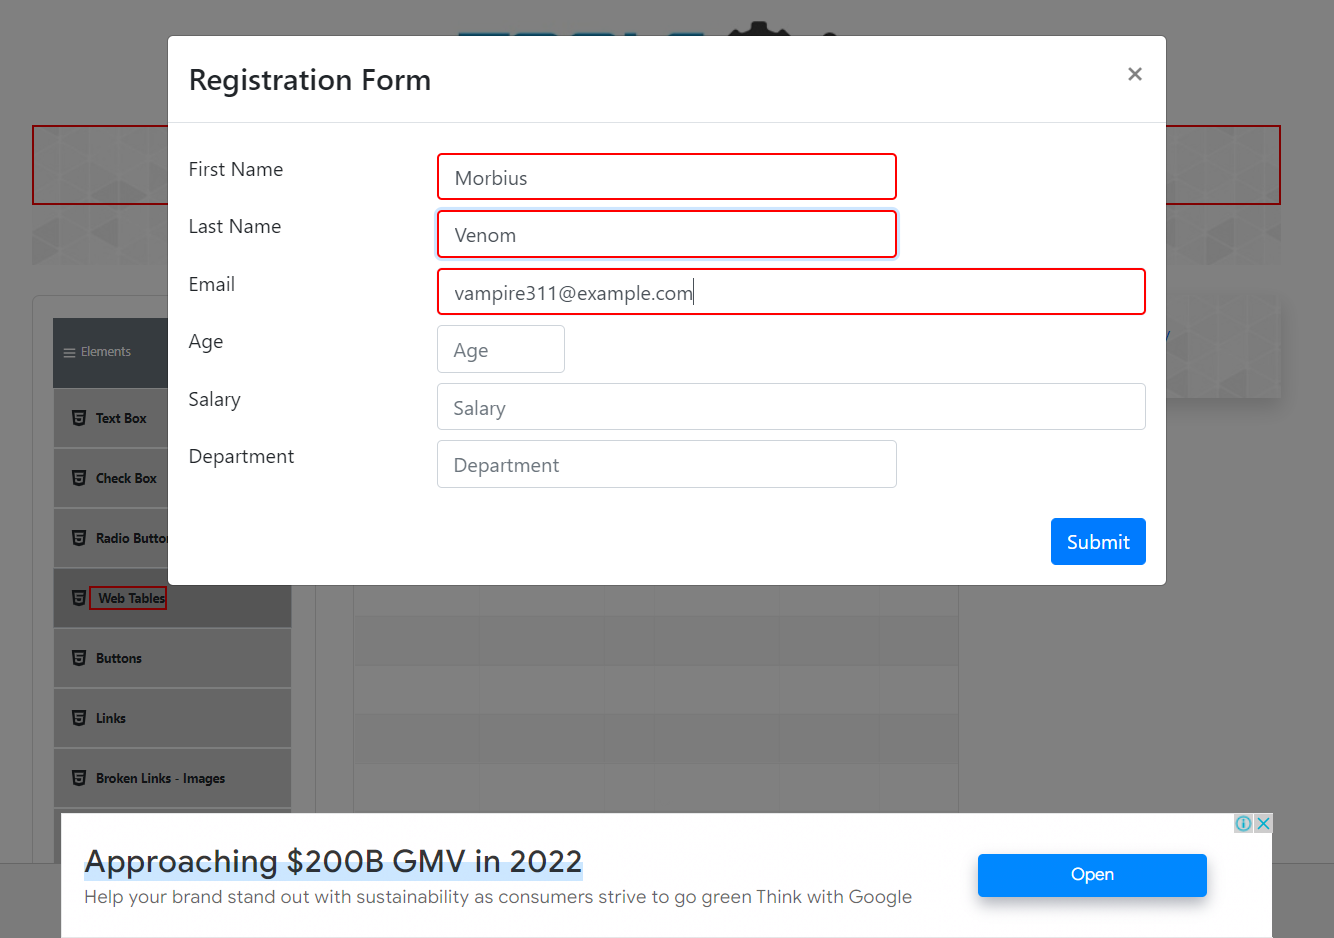 Registration Form
×
First Name
Morbius
Last Name
Venom
Email
vampire311@example.com
Age
Age
Salary
Salary
Department
Department
Submit
Elements
Text Box
Check Box
Radio Button
Web Tables
Buttons
Links
Broken Links - Images
Approaching $200B GMV in 2022
Help your brand stand out with sustainability as consumers strive to go green Think with Google
Open